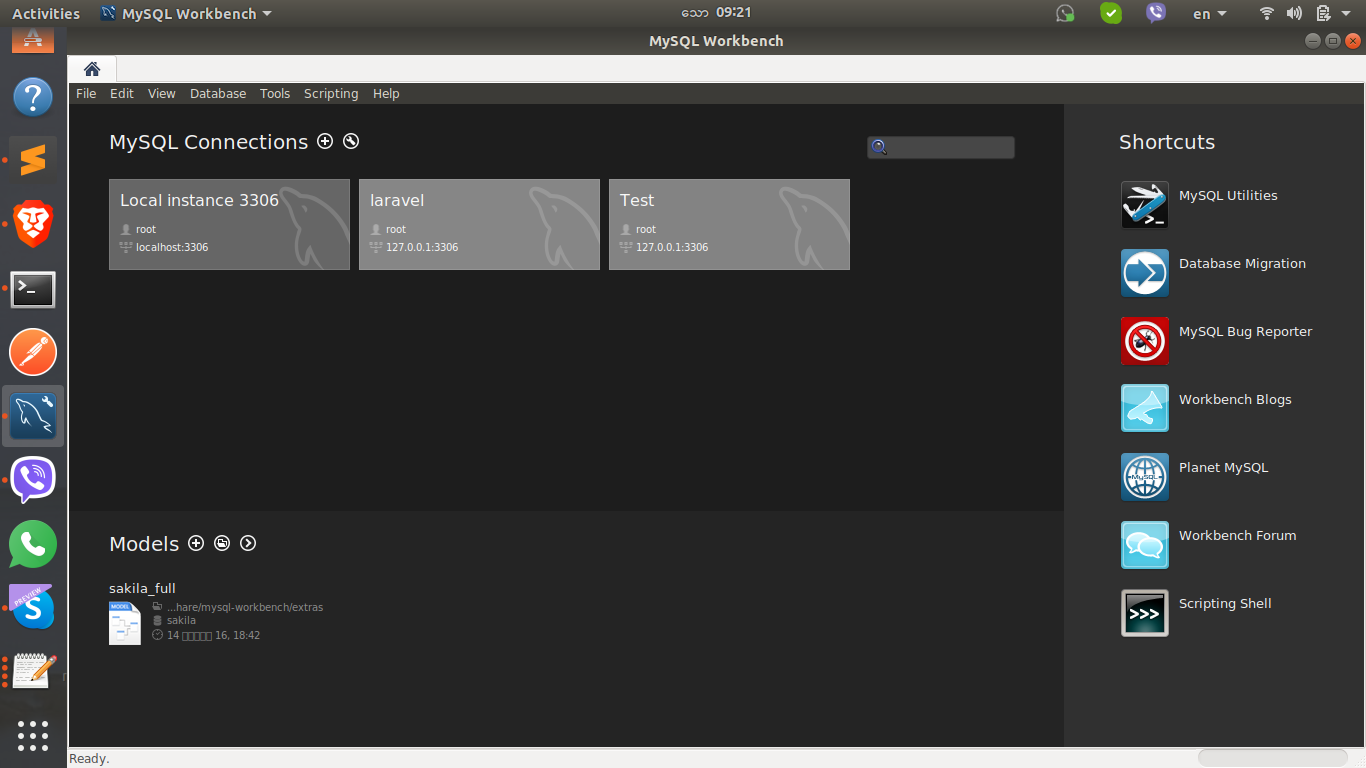 Activities
MySQL Workbench
သော 09:21
en
MySQL Workbench
File Edit View Database Tools Scripting Help
MySQL Connections
Local instance 3306
root
localhost:3306
laravel
root
127.0.0.1:3306
Test
root
127.0.0.1:3306
Shortcuts
MySQL Utilities
Database Migration
MySQL Bug Reporter
Workbench Blogs
MySQL
Planet MySQL
Workbench Forum
>>>
Scripting Shell
Models
sakila_full
MODEL
...hare/mysql-workbench/extras
sakila
14 □□□□□ 16, 18:42
PREVIEW
Ready.